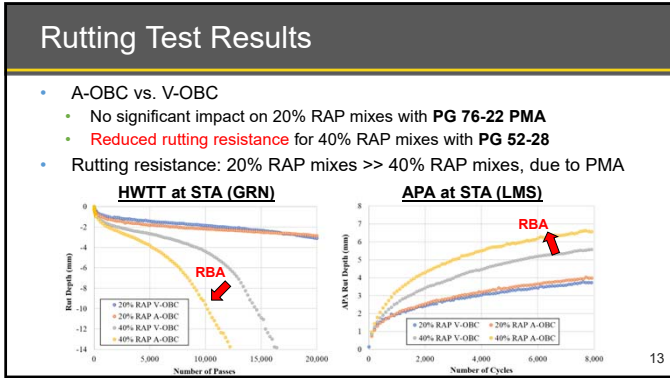 Rutting Test Results
• A-OBC vs. V-OBC
• No significant impact on 20% RAP mixes with PG 76-22 PMA
• Reduced rutting resistance for 40% RAP mixes with PG 52-28
• Rutting resistance: 20% RAP mixes >> 40% RAP mixes, due to PMA
HWTT at STA (GRN)
0
-2
-4
-6
-8
-10
-12
-14
Rut Depth (mm)
RBA
20% RAP V-OBC
20% RAP A-OBC
40% RAP V-OBC
40% RAP A-OBC
0 5,000 10,000 15,000 20,000
Number of Passes
APA at STA (LMS)
8
7
6
5
4
3
2
1
0
APA Rut Depth (mm)
RBA
20% RAP V-OBC 20% RAP A-OBC
40% RAP V-OBC 40% RAP A-OBC
0 2,000 4,000 6,000 8,000
Number of Cycles
13